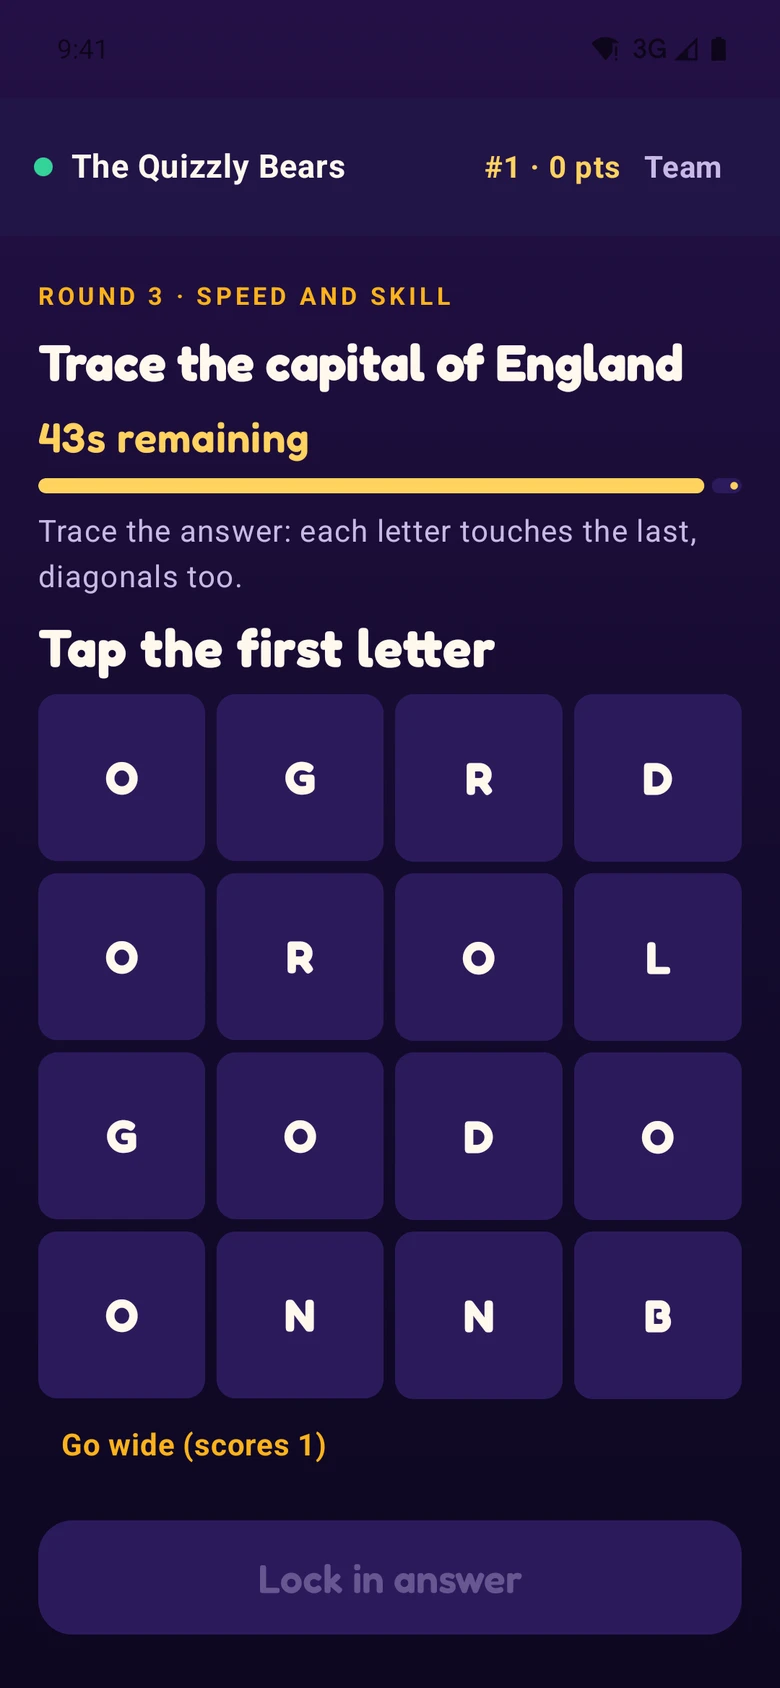 9:41
3G
The Quizzly Bears
#1 · 0 pts Team
ROUND 3 · SPEED AND SKILL
Trace the capital of England
43s remaining
Trace the answer: each letter touches the last,
diagonals too.
Tap the first letter
O G R D
O R O L
G O D O
O N N B
Go wide (scores 1)
Lock in answer